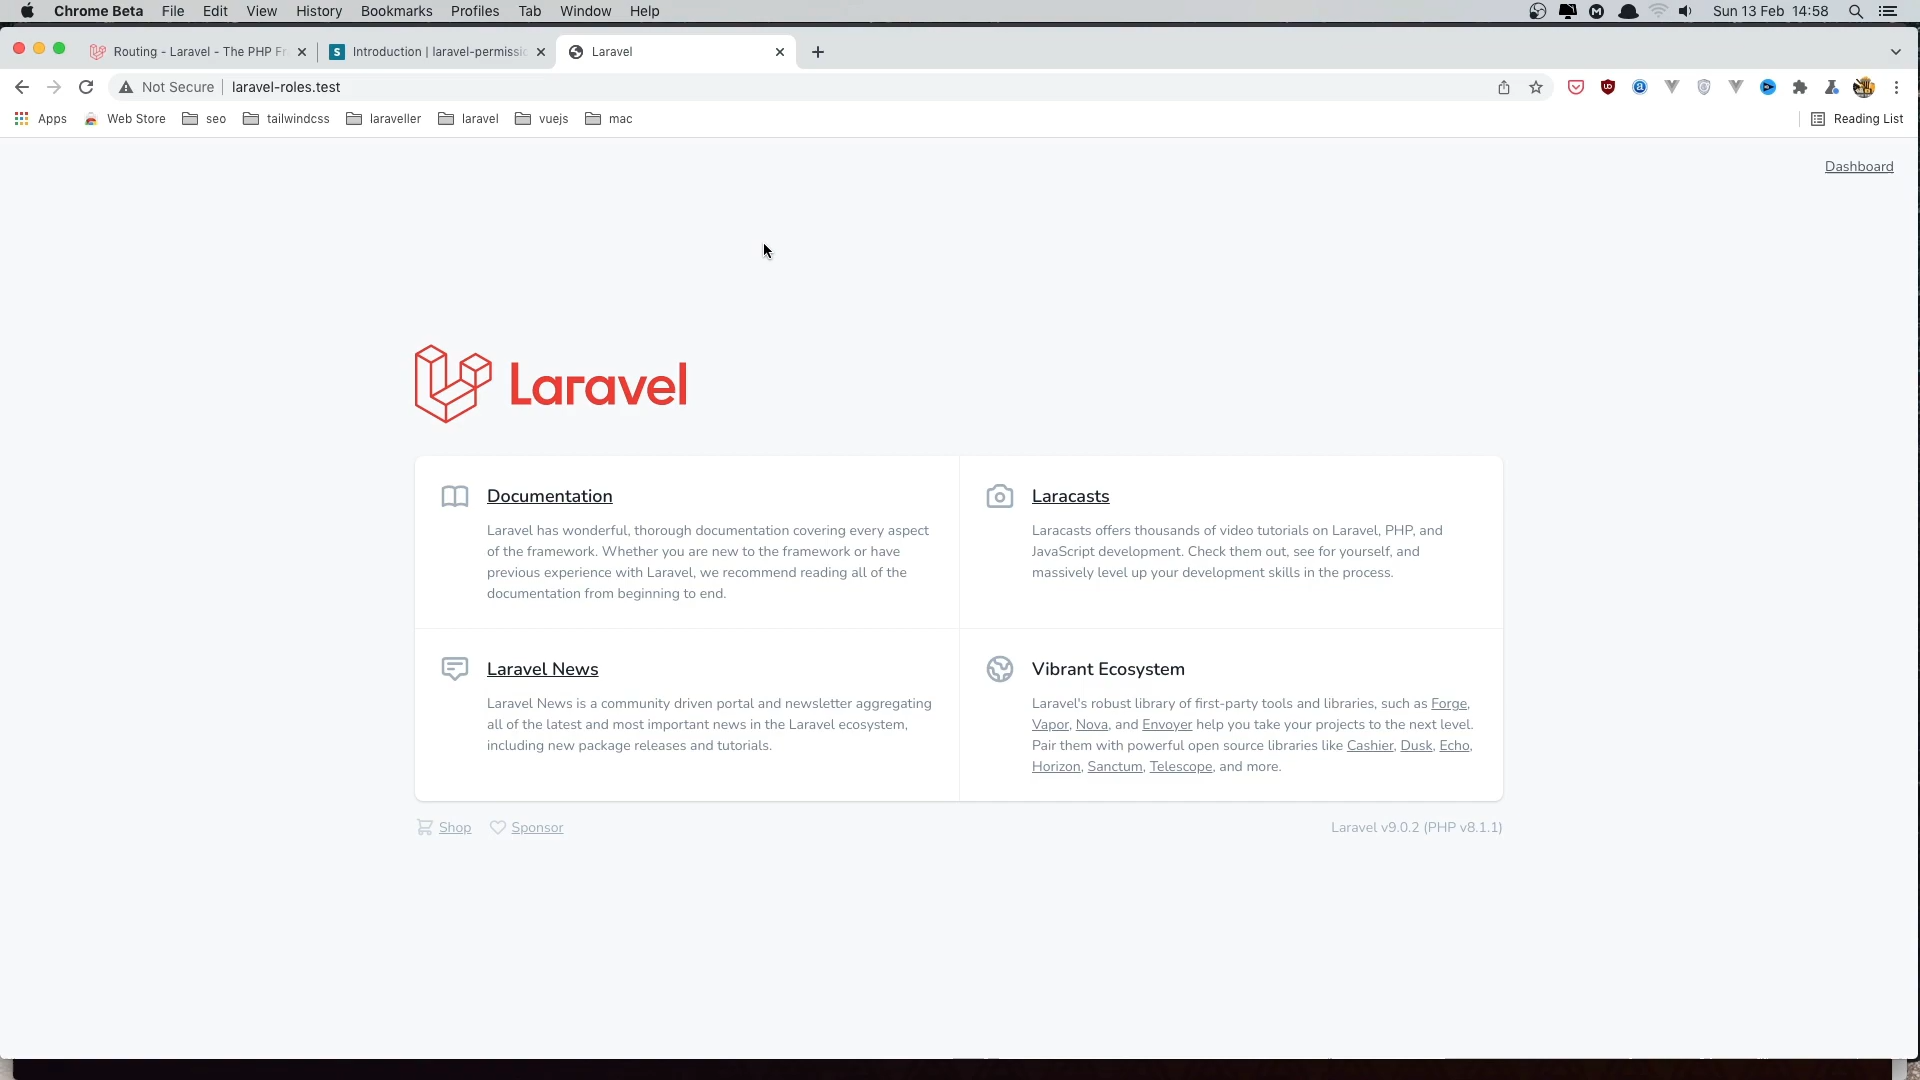 Chrome Beta File Edit View History Bookmarks Profiles Tab Window Help Sun 13 Feb 14:58
Routing - Laravel - The PHP Fr Introduction | laravel-permissio Laravel
Not Secure laravel-roles.test
Apps Web Store seo tailwindcss laraveller laravel vuejs mac Reading List
Dashboard
Laravel
Documentation
Laravel has wonderful, thorough documentation covering every aspect
of the framework. Whether you are new to the framework or have
previous experience with Laravel, we recommend reading all of the
documentation from beginning to end.
Laracasts
Laracasts offers thousands of video tutorials on Laravel, PHP, and
JavaScript development. Check them out, see for yourself, and
massively level up your development skills in the process.
Laravel News
Laravel News is a community driven portal and newsletter aggregating
all of the latest and most important news in the Laravel ecosystem,
including new package releases and tutorials.
Vibrant Ecosystem
Laravel's robust library of first-party tools and libraries, such as Forge,
Vapor, Nova, and Envoyer help you take your projects to the next level.
Pair them with powerful open source libraries like Cashier, Dusk, Echo,
Horizon, Sanctum, Telescope, and more.
Shop Sponsor Laravel v9.0.2 (PHP v8.1.1)